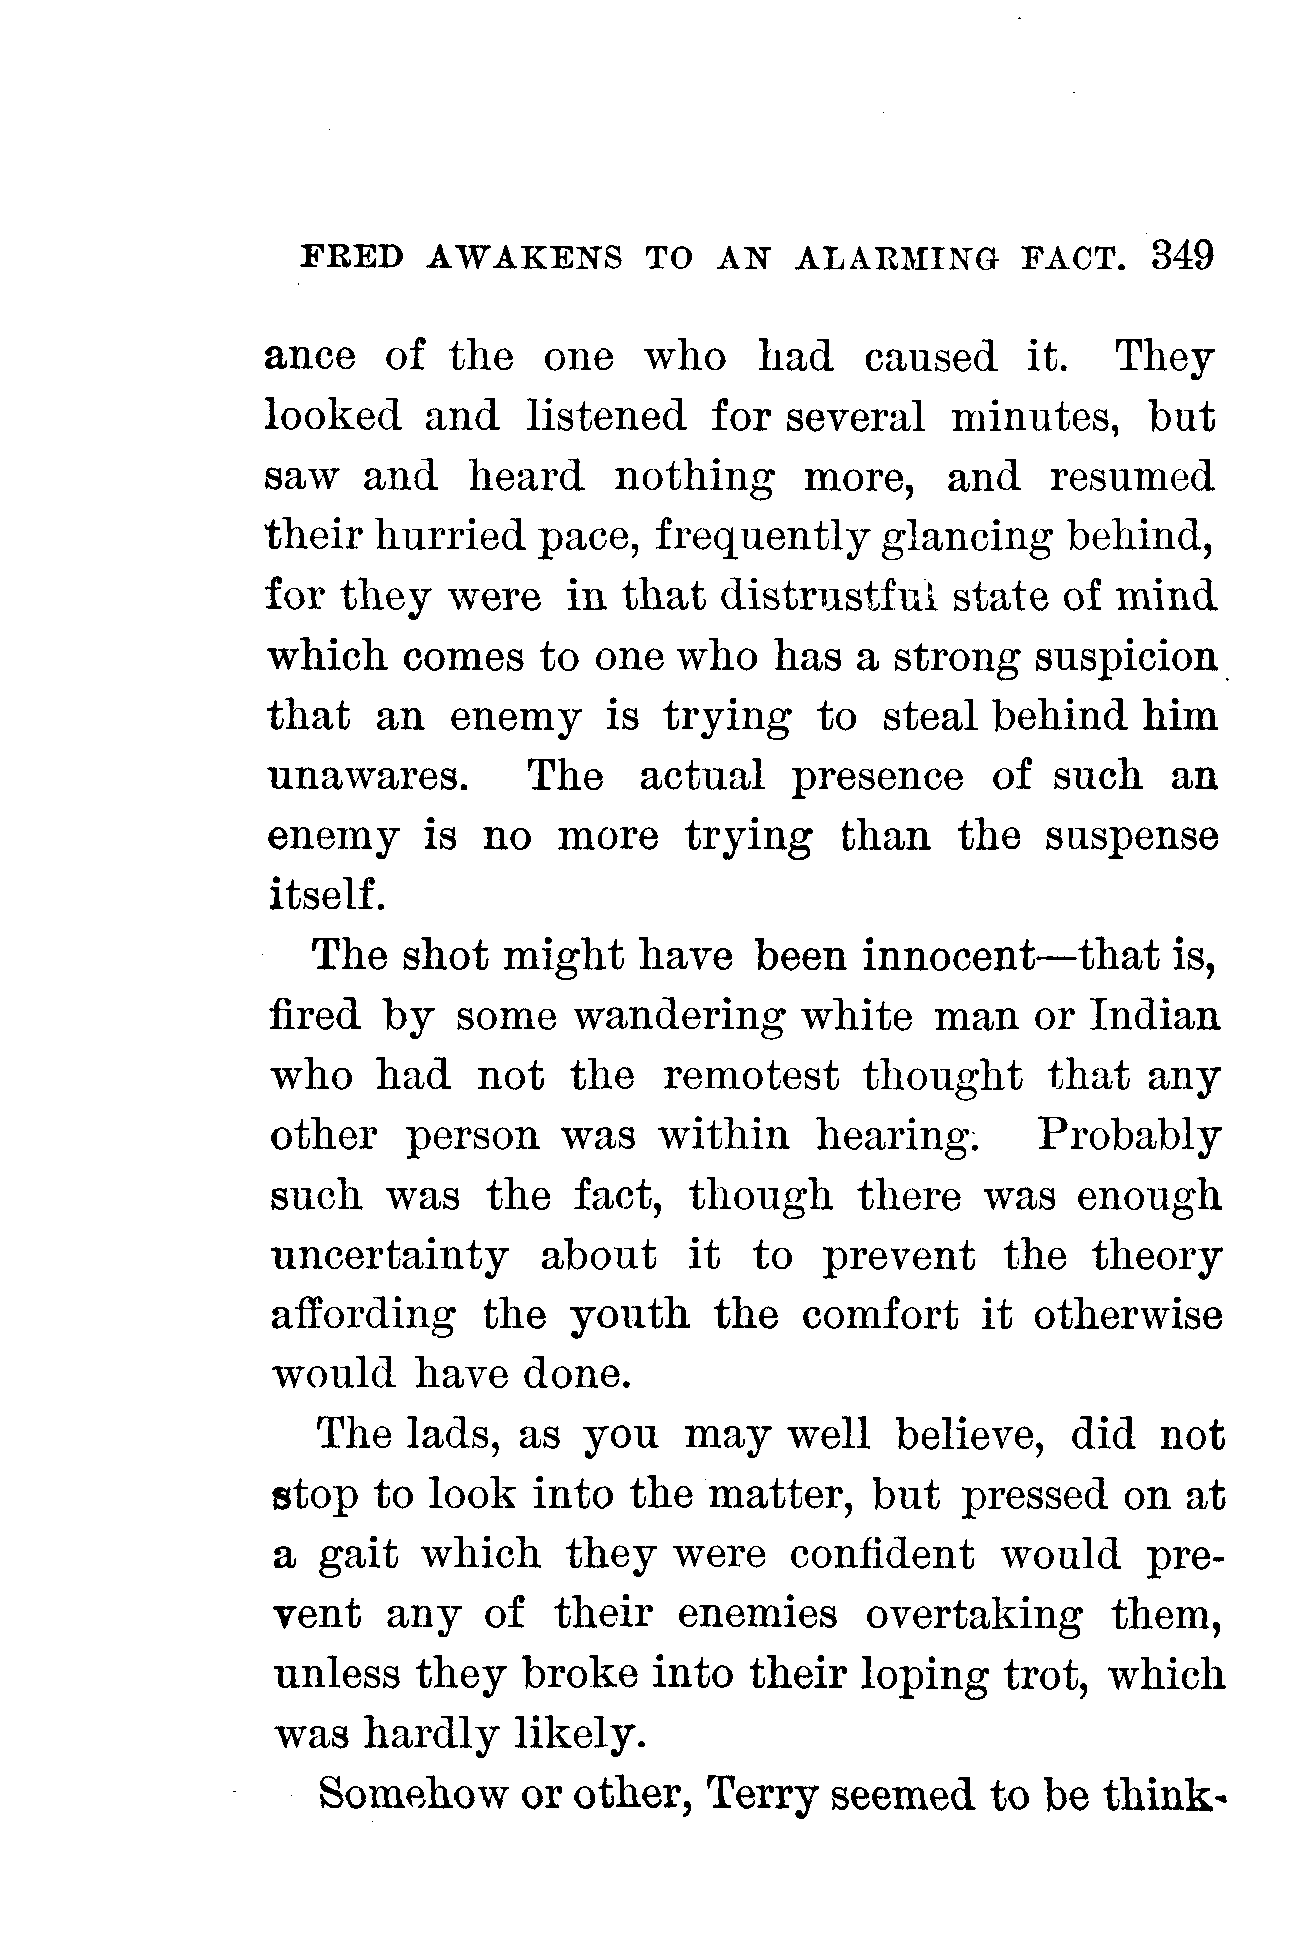 FRED AWAKENS TO AN ALARMING FACT. 349
ance of the one who had caused it. They
looked and listened for several minutes, but
saw and heard nothing more, and resumed
their hurried pace, frequently glancing behind,
for they were in that distrustful state of mind
which comes to one who has a strong suspicion
that an enemy is trying to steal behind him
unawares. The actual presence of such an
enemy is no more trying than the suspense
itself.
The shot might have been innocent—that is,
fired by some wandering white man or Indian
who had not the remotest thought that any
other person was within hearing. Probably
such was the fact, though there was enough
uncertainty about it to prevent the theory
affording the youth the comfort it otherwise
would have done.
The lads, as you may well believe, did not
stop to look into the matter, but pressed on at
a gait which they were confident would pre-
vent any of their enemies overtaking them,
unless they broke into their loping trot, which
was hardly likely.
Somehow or other, Terry seemed to be think-